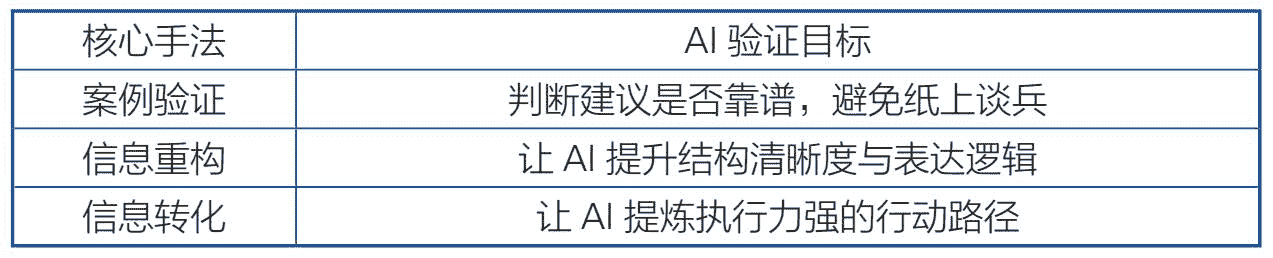 核心手法 AI 验证目标
案例验证 判断建议是否靠谱，避免纸上谈兵
信息重构 让 AI 提升结构清晰度与表达逻辑
信息转化 让 AI 提炼执行力强的行动路径